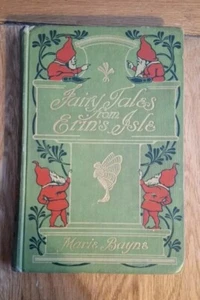 Fairy Tales
from
Erin's Isle
Marie Bayne